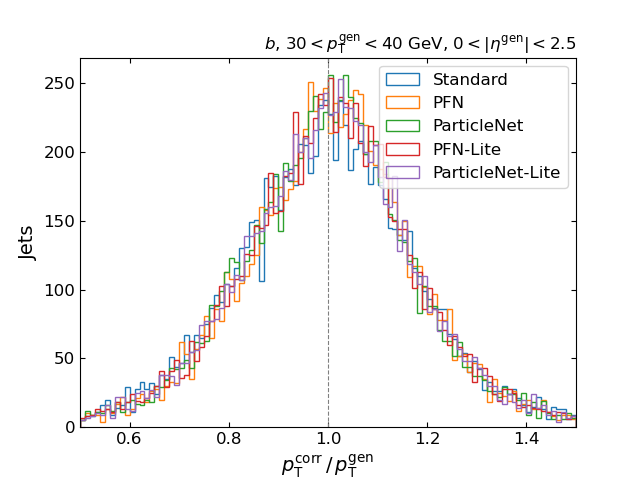 b, 30 < p_T^gen < 40 GeV, 0 < |η^gen| < 2.5
Standard
PFN
ParticleNet
PFN-Lite
ParticleNet-Lite
Jets
250
200
150
100
50
0
0.6 0.8 1.0 1.2 1.4
p_T^corr / p_T^gen